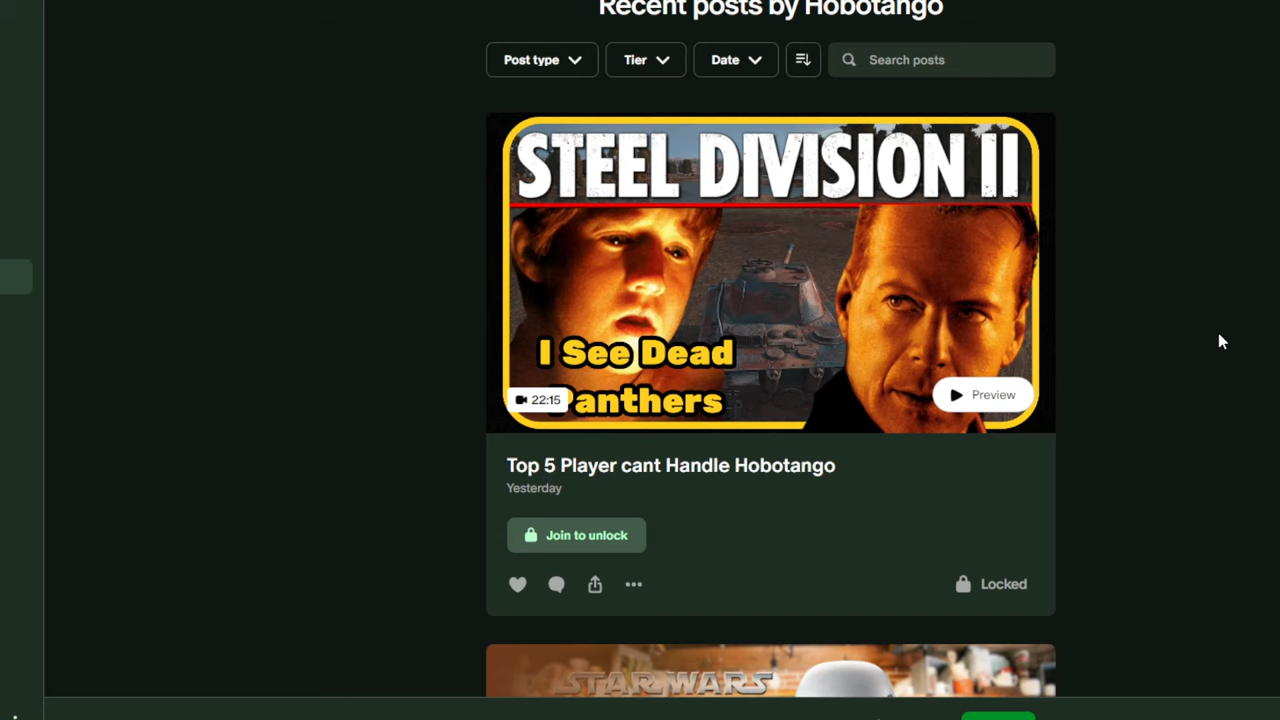 Recent posts by Hobotango
Post type
Tier
Date
Search posts
STEEL DIVISION II
I See Dead
Panthers
22:15
Preview
Top 5 Player cant Handle Hobotango
Yesterday
Join to unlock
Locked
STAR WARS